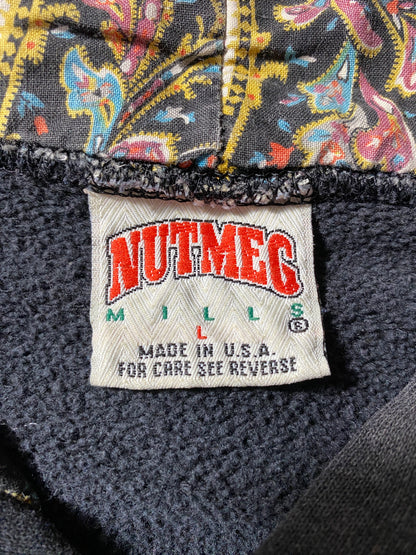 NUTMEG
MILLS®
L
MADE IN U.S.A.
FOR CARE SEE REVERSE